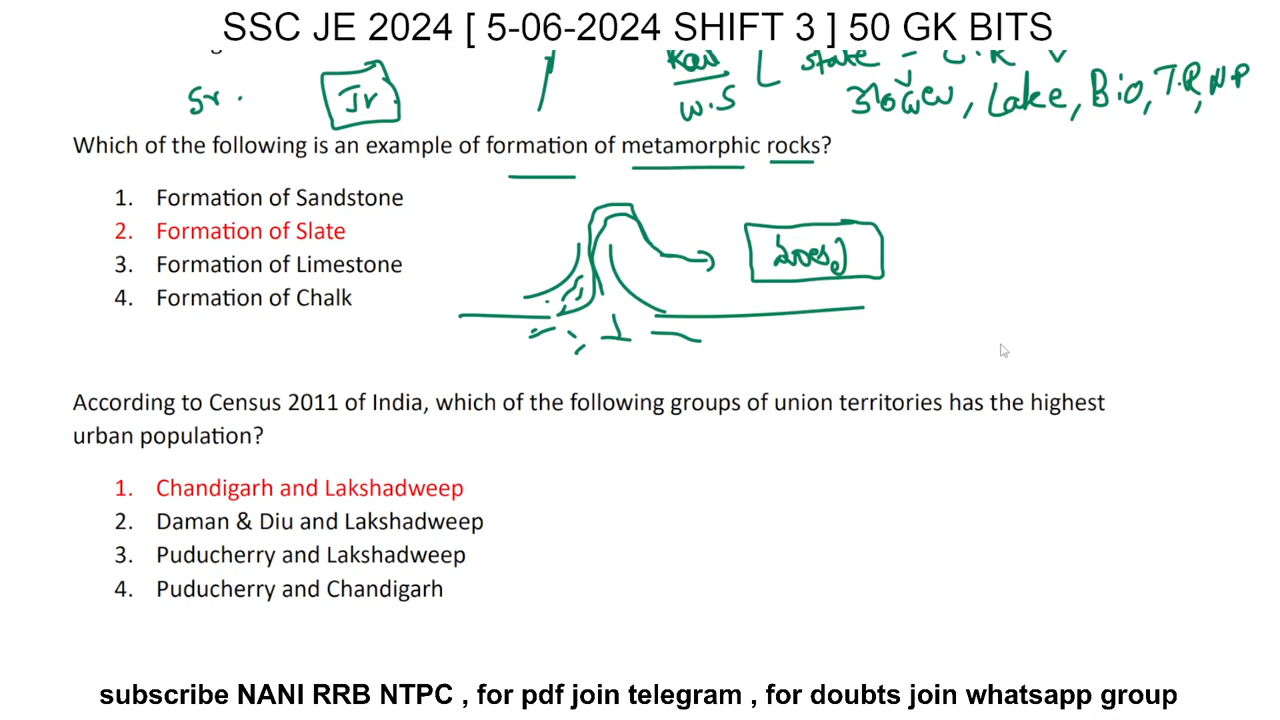 SSC JE 2024 [ 5-06-2024 SHIFT 3 ] 50 GK BITS
state -
Sr. Jr W.S Lake, Bio, T.R, N.P
Which of the following is an example of formation of metamorphic rocks?
1. Formation of Sandstone
2. Formation of Slate
3. Formation of Limestone
4. Formation of Chalk
According to Census 2011 of India, which of the following groups of union territories has the highest
urban population?
1. Chandigarh and Lakshadweep
2. Daman & Diu and Lakshadweep
3. Puducherry and Lakshadweep
4. Puducherry and Chandigarh
subscribe NANI RRB NTPC , for pdf join telegram , for doubts join whatsapp group